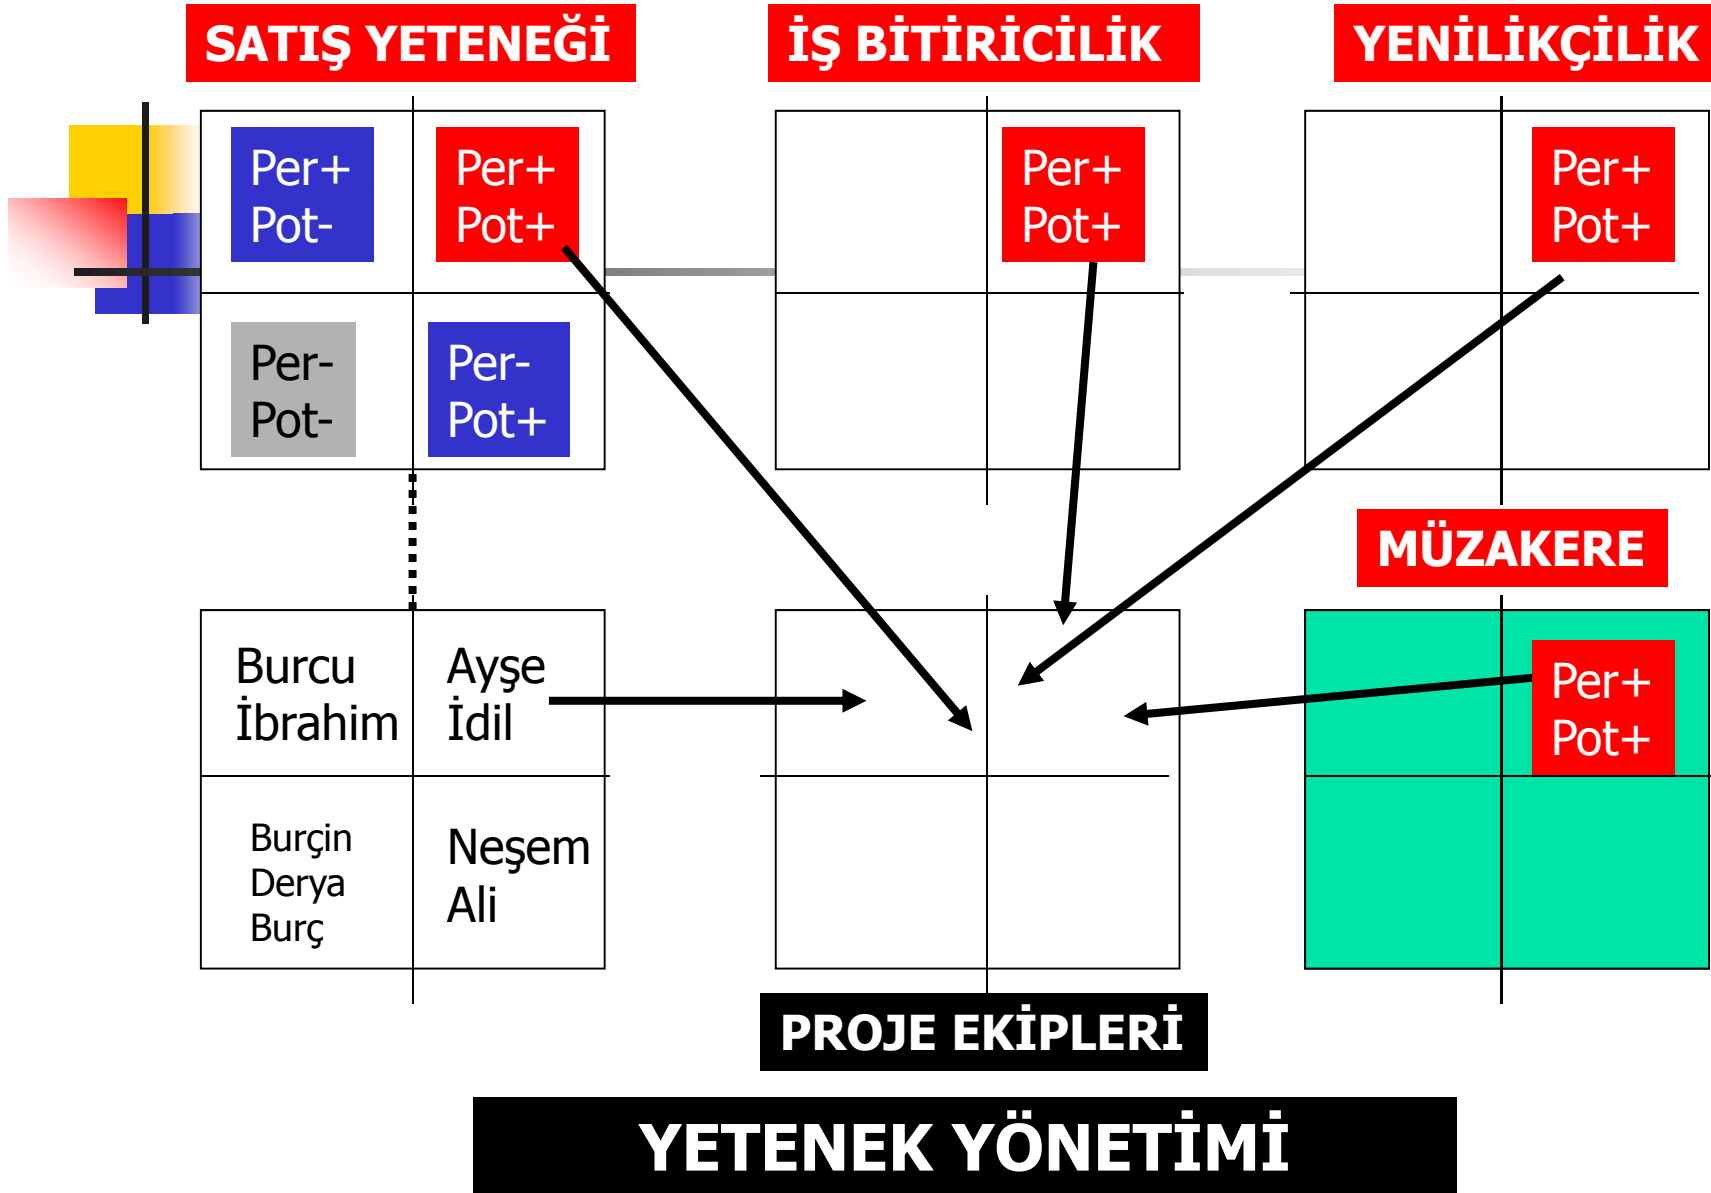 SATIŞ YETENEĞİ
İŞ BİTİRİCİLİK
YENİLİKÇİLİK
Per+
Pot-
Per+
Pot+
Per+
Pot+
Per+
Pot+
Per-
Pot-
Per-
Pot+
MÜZAKERE
Burcu
İbrahim
Ayşe
İdil
Per+
Pot+
Burçin
Derya
Burç
Neşem
Ali
PROJE EKİPLERİ
YETENEK YÖNETİMİ